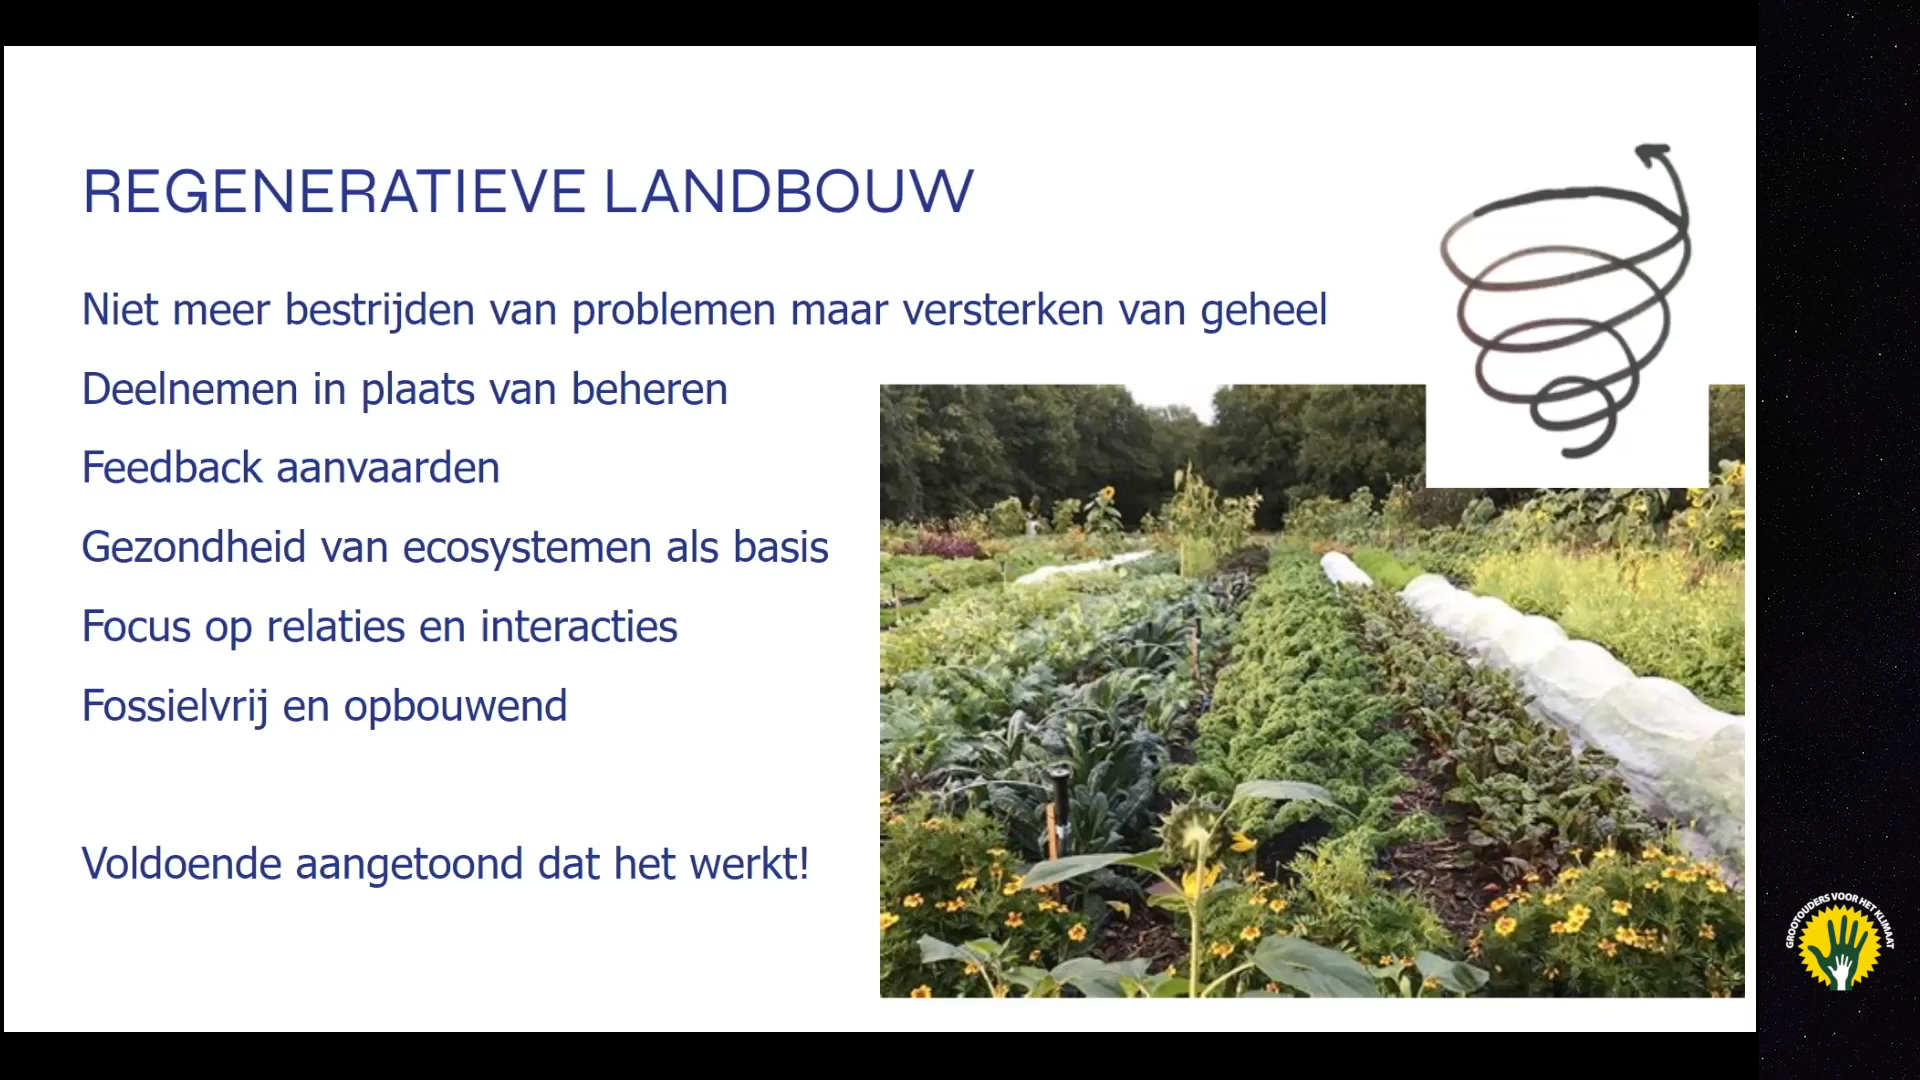 REGENERATIEVE LANDBOUW
Niet meer bestrijden van problemen maar versterken van geheel
Deelnemen in plaats van beheren
Feedback aanvaarden
Gezondheid van ecosystemen als basis
Focus op relaties en interacties
Fossielvrij en opbouwend
Voldoende aangetoond dat het werkt!
GROOTOUDERS VOOR HET KLIMAAT